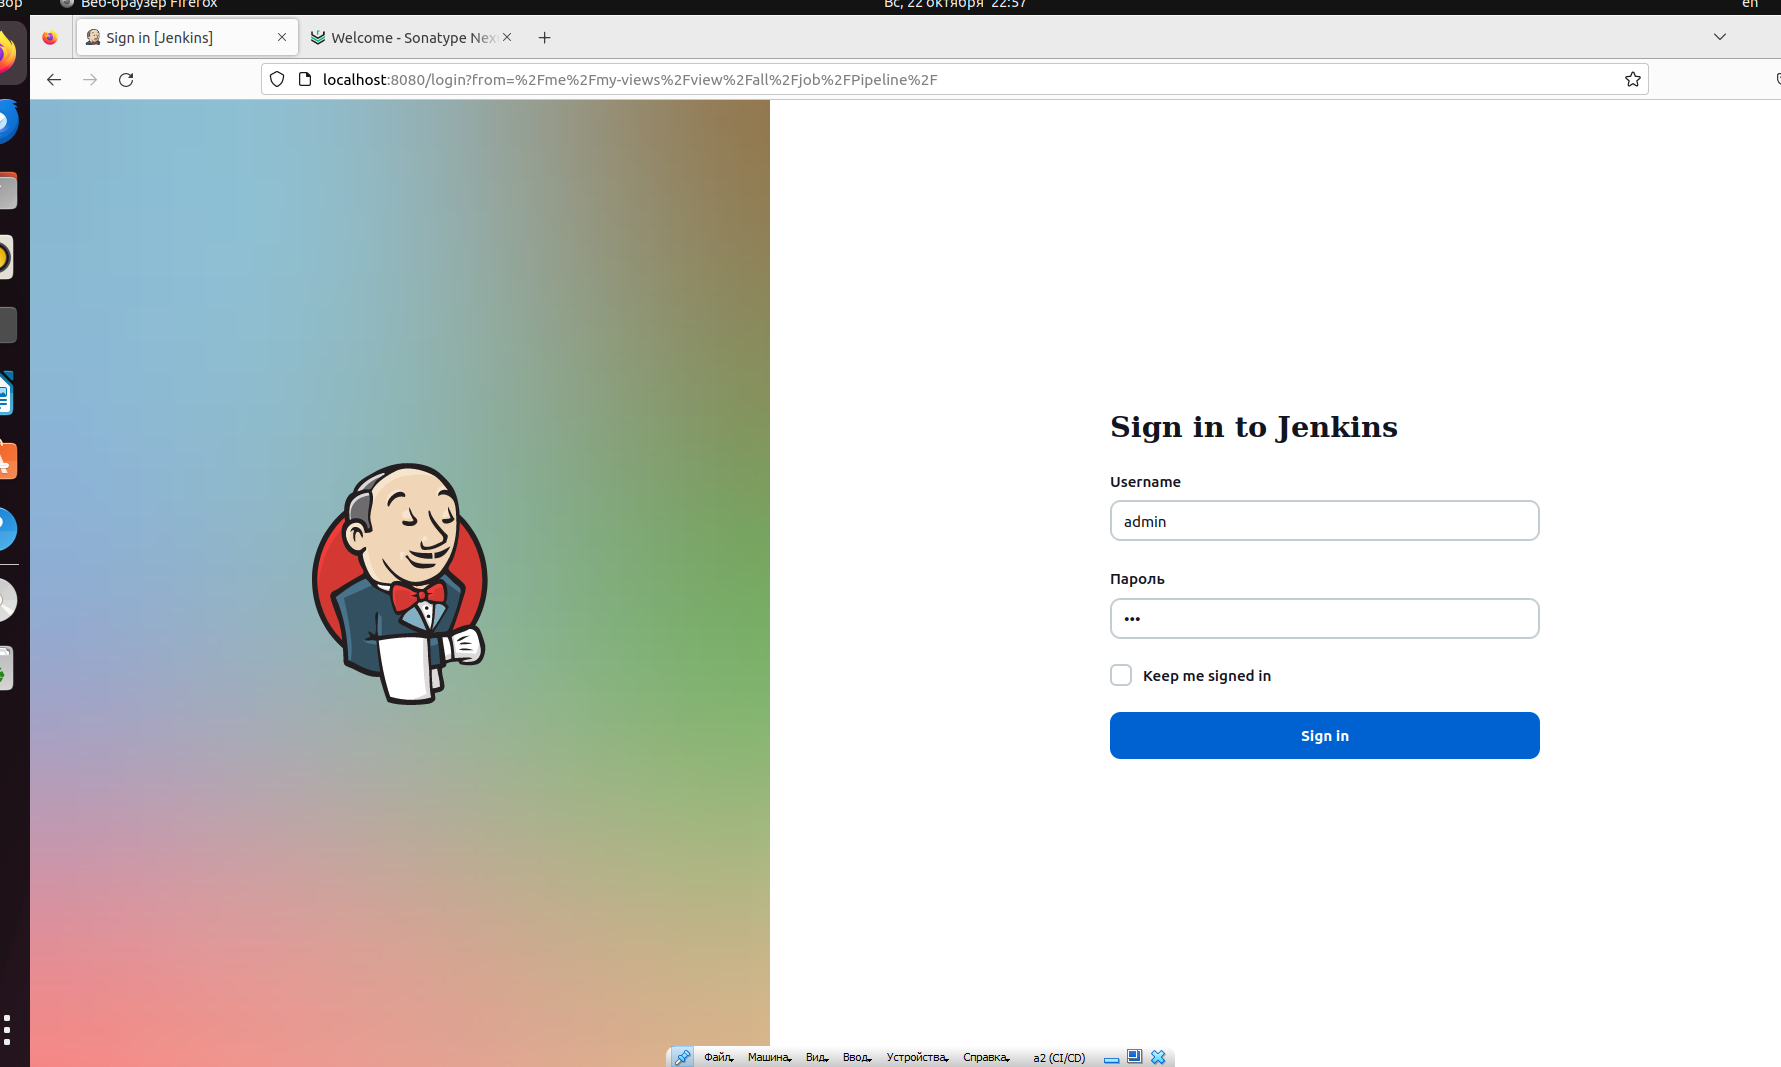 Веб-браузер Firefox
Вс, 22 октября 22:57
en
Sign in [Jenkins]
Welcome - Sonatype Nex
localhost:8080/login?from=%2Fme%2Fmy-views%2Fview%2Fall%2Fjob%2FPipeline%2F
Sign in to Jenkins
Username
admin
Пароль
•••
Keep me signed in
Sign in
Файл
Машина
Вид
Ввод
Устройства
Справка
a2 (CI/CD)